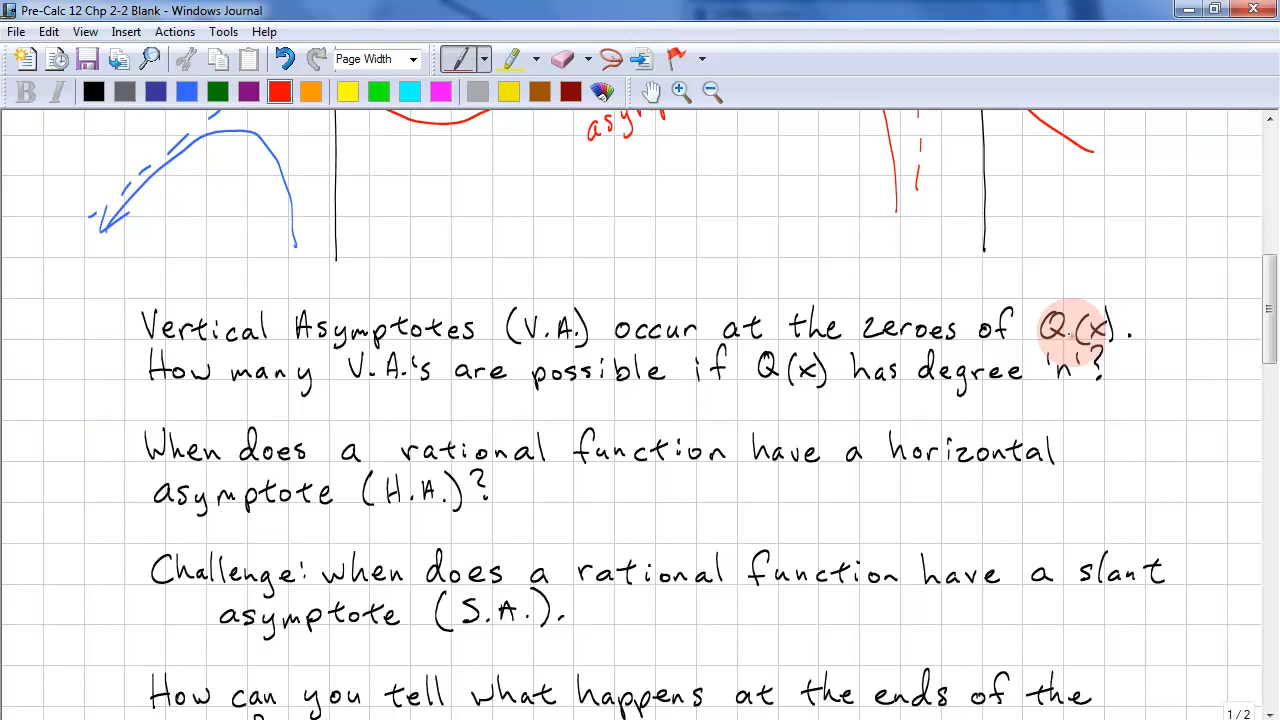 Pre-Calc 12 Chp 2-2 Blank - Windows Journal
File Edit View Insert Actions Tools Help
Page Width
B I
asymp
Vertical Asymptotes (V.A.) occur at the zeroes of Q(x).
How many V.A.'s are possible if Q(x) has degree 'n'?
When does a rational function have a horizontal
asymptote (H.A.)?
Challenge: when does a rational function have a slant
asymptote (S.A.).
How can you tell what happens at the ends of the
1/2